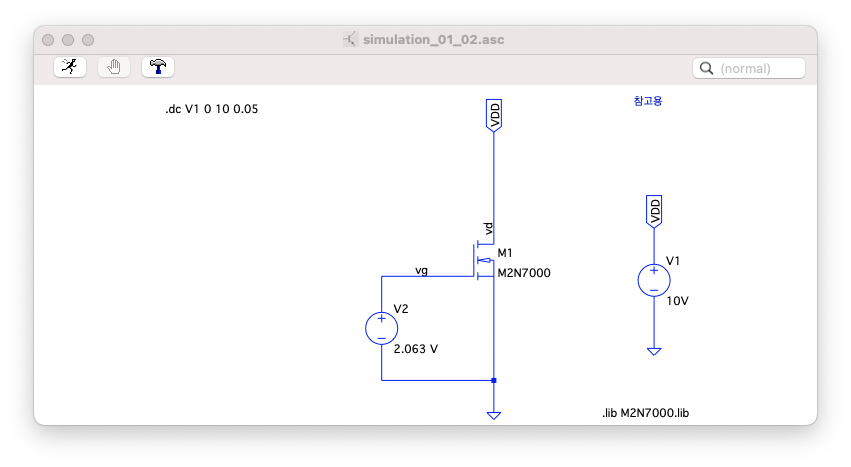 simulation_01_02.asc
(normal)
.dc V1 0 10 0.05
VDD
참고용
vd
VDD
M1
M2N7000
vg
V1
10V
V2
2.063 V
.lib M2N7000.lib